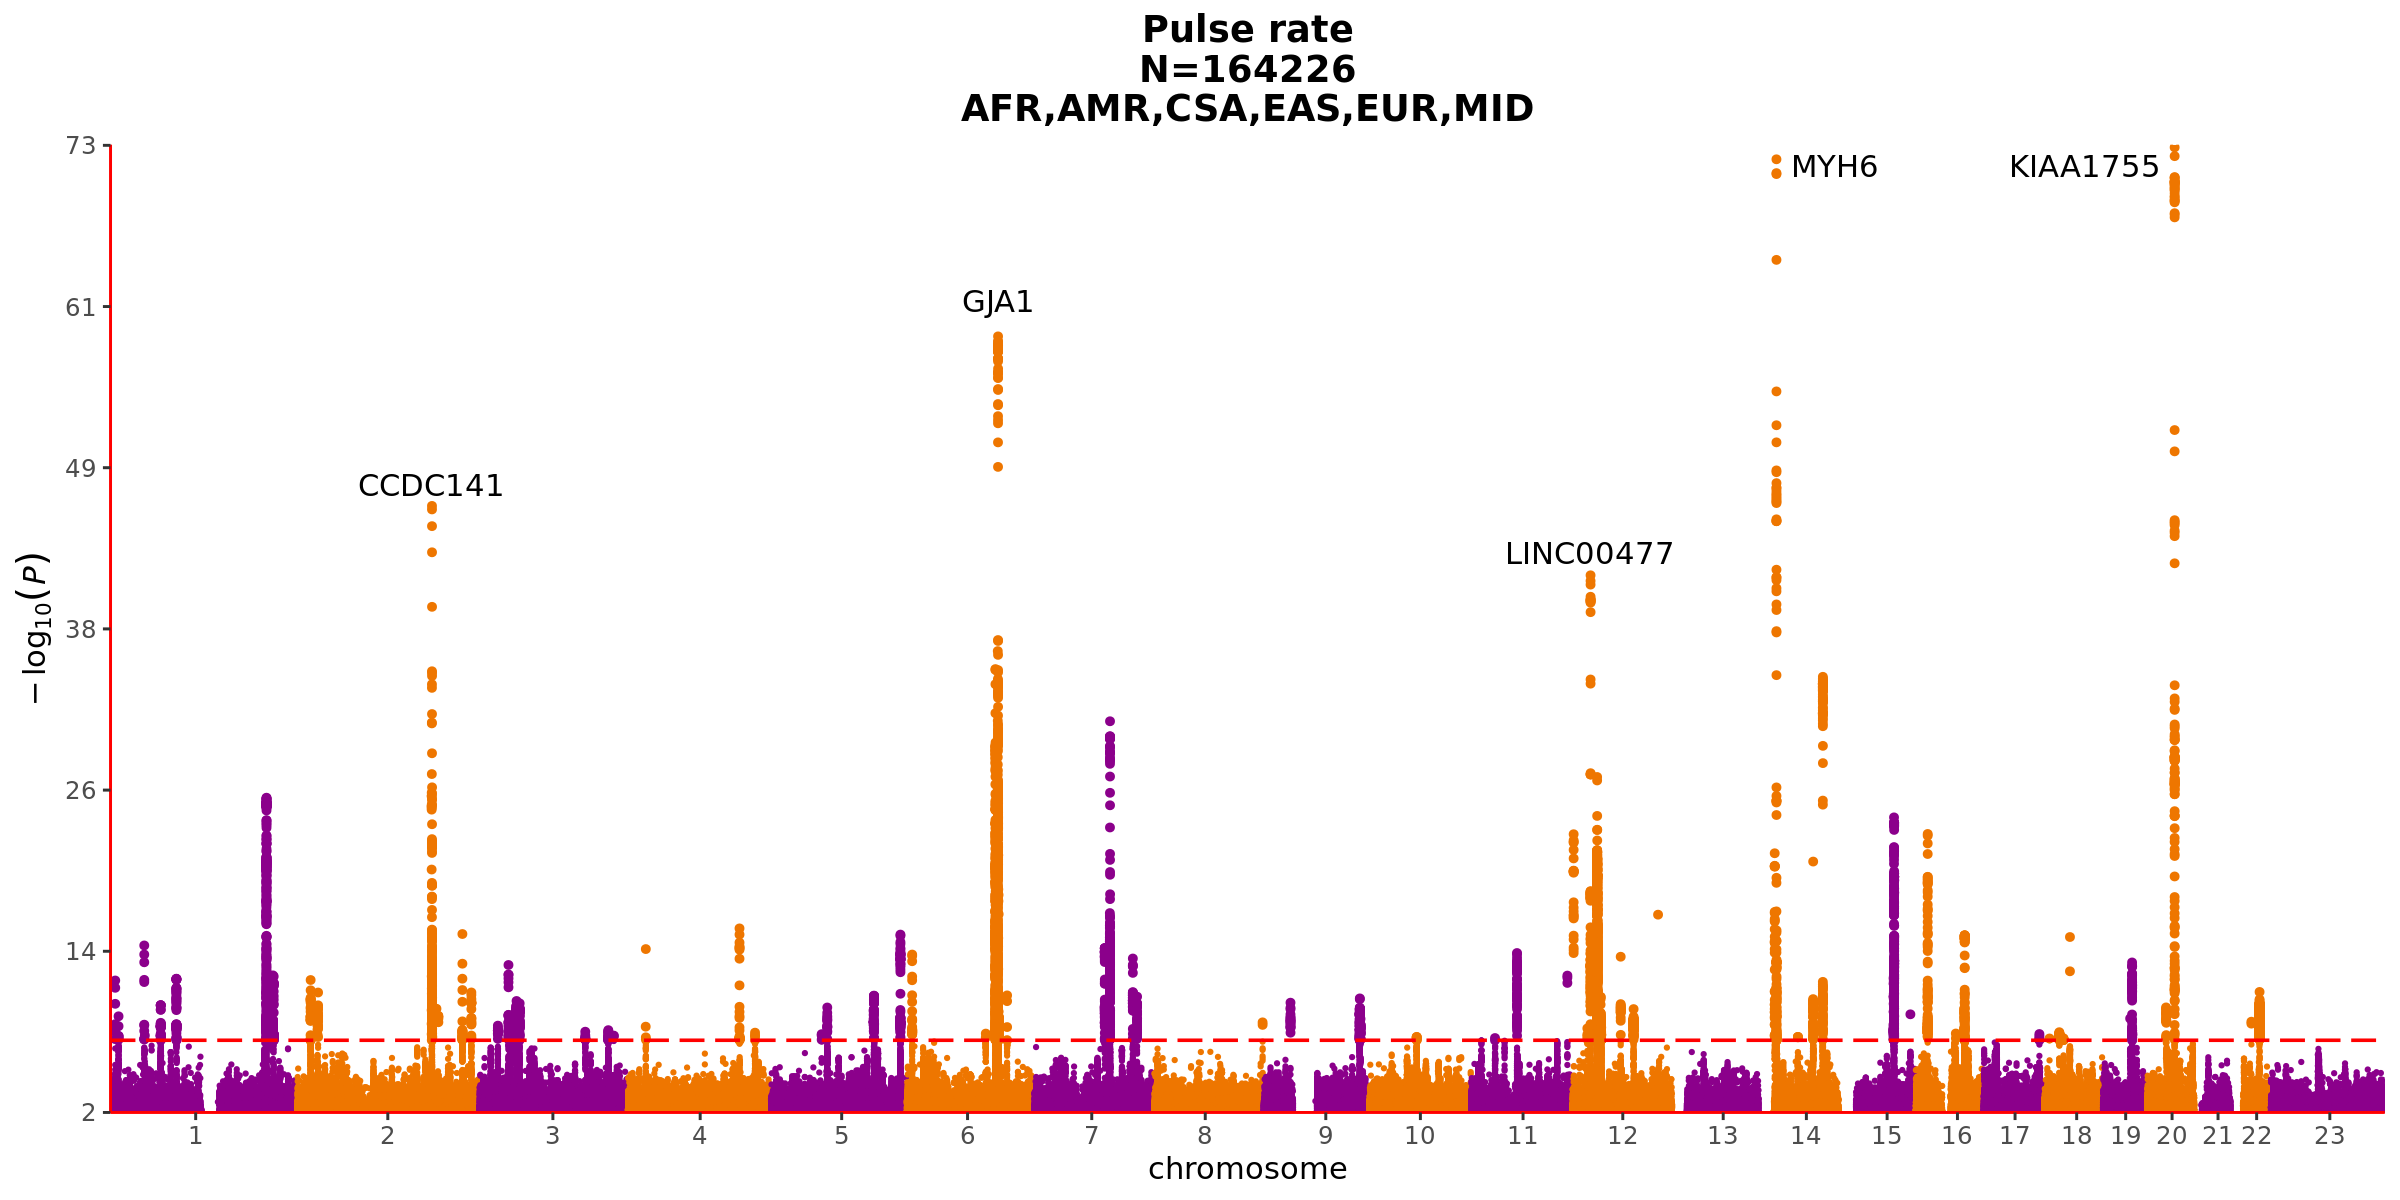 Pulse rate
N=164226
AFR,AMR,CSA,EAS,EUR,MID
73
MYH6
KIAA1755
61
GJA1
49
CCDC141
LINC00477
38
26
14
2
−log10(P)
1 2 3 4 5 6 7 8 9 10 11 12 13 14 15 16 17 18 19 20 21 22 23
chromosome